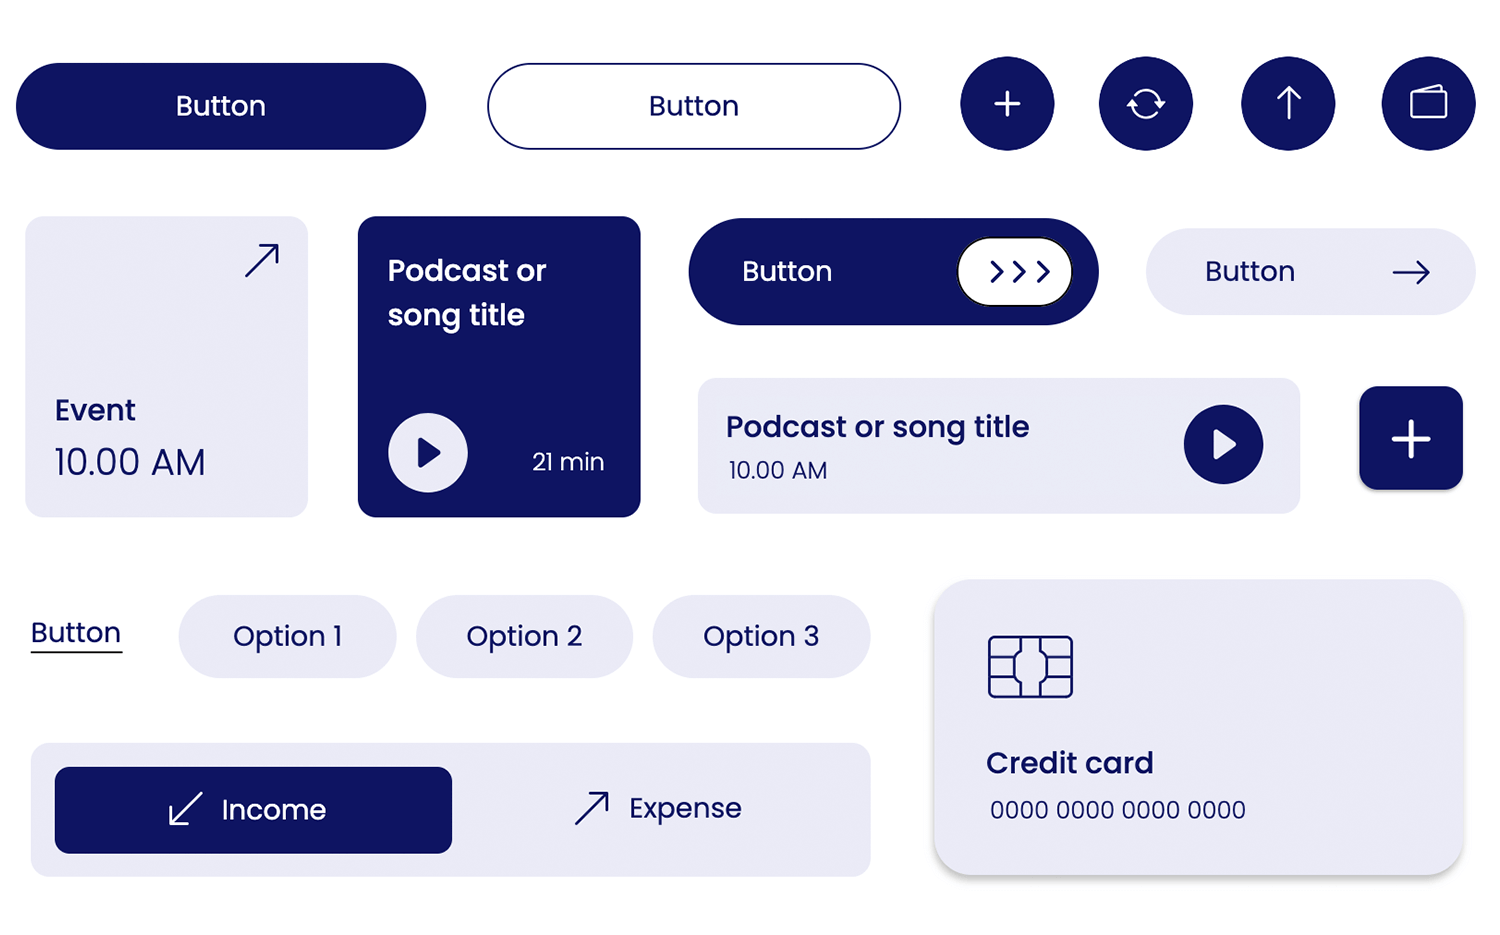 Button
Button
Podcast or
song title
Button
Button
Event
10.00 AM
21 min
Podcast or song title
10.00 AM
Button
Option 1
Option 2
Option 3
Income
Expense
Credit card
0000 0000 0000 0000